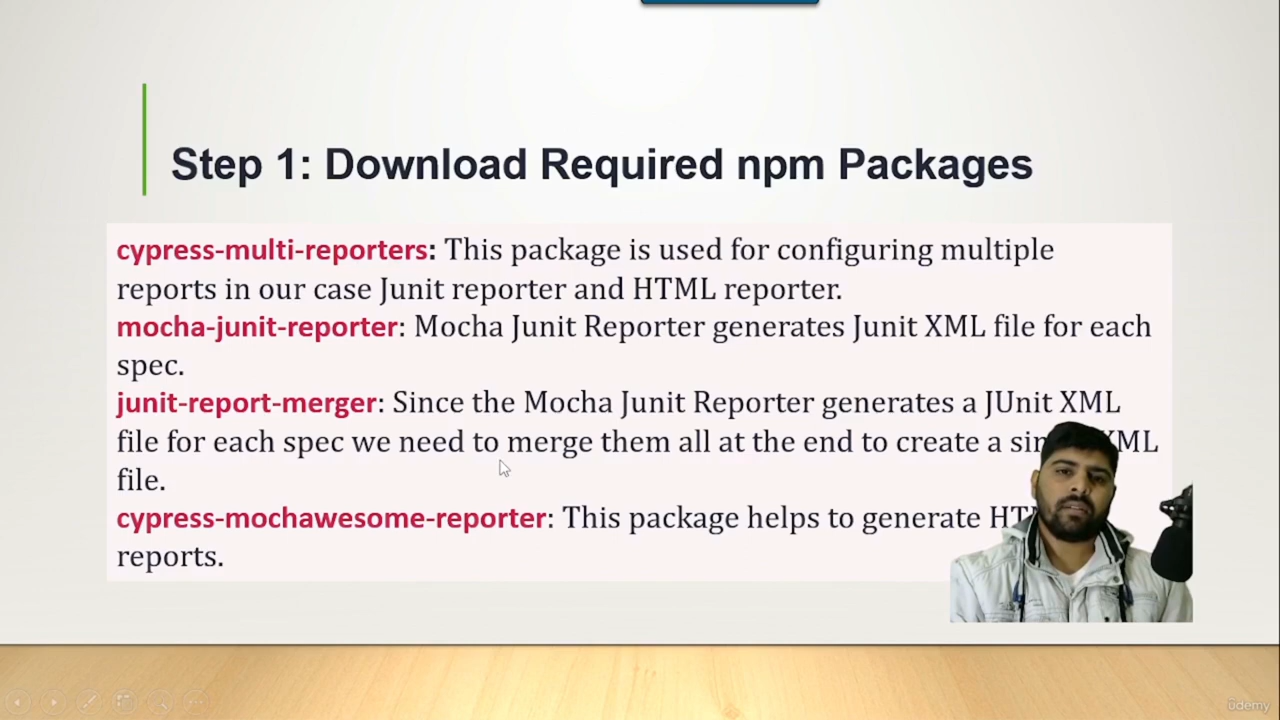 Step 1: Download Required npm Packages
cypress-multi-reporters: This package is used for configuring multiple
reports in our case Junit reporter and HTML reporter.
mocha-junit-reporter: Mocha Junit Reporter generates Junit XML file for each
spec.
junit-report-merger: Since the Mocha Junit Reporter generates a JUnit XML
file for each spec we need to merge them all at the end to create a XML
file.
cypress-mochawesome-reporter: This package helps to generate
reports.
ûdemy